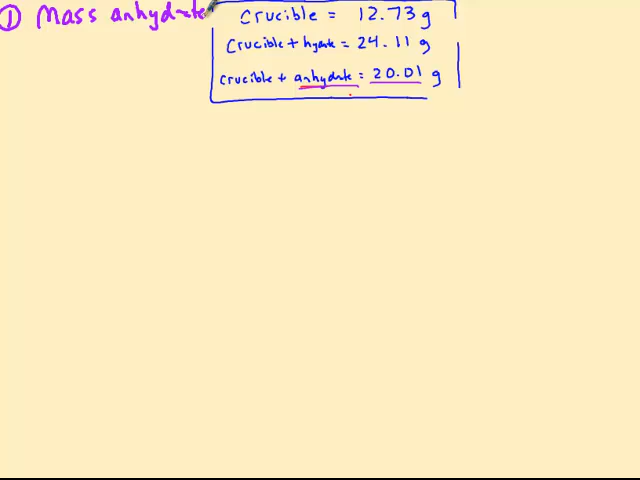 ① Mass anhydrate
Crucible = 12.73 g
Crucible + hydrate = 24.11 g
crucible + anhydrate = 20.01 g